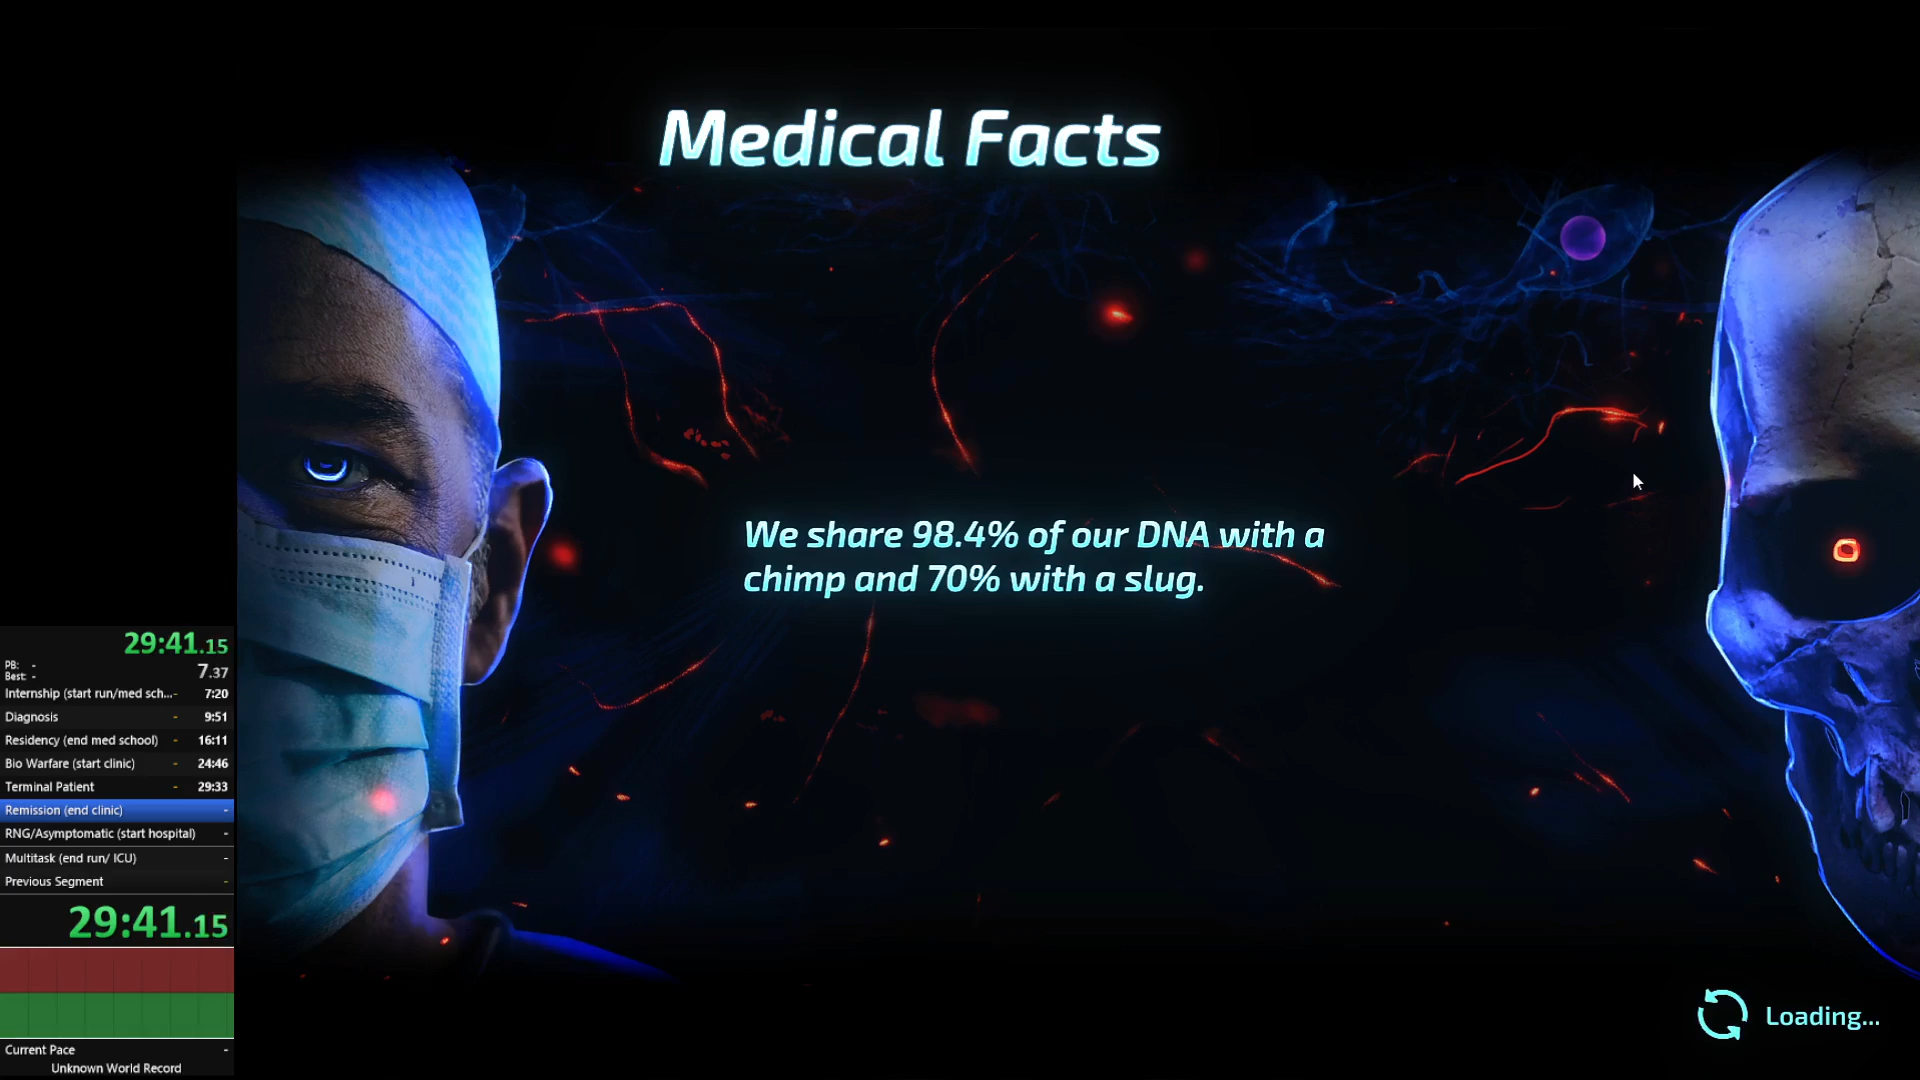 Medical Facts
We share 98.4% of our DNA with a
chimp and 70% with a slug.
29:41.15
PB: -
Best: -
7.37
Internship (start run/med sch...- 7:20
Diagnosis - 9:51
Residency (end med school) - 16:11
Bio Warfare (start clinic) - 24:46
Terminal Patient - 29:33
Remission (end clinic) -
RNG/Asymptomatic (start hospital) -
Multitask (end run/ ICU) -
Previous Segment -
29:41.15
Current Pace -
Unknown World Record
Loading...